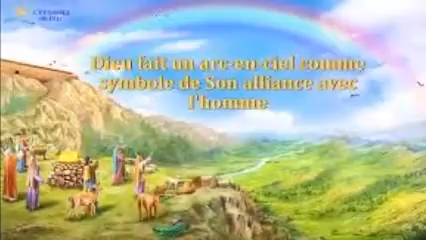 Dieu fait un arc-en-ciel comme
symbole de Son alliance avec
l'homme